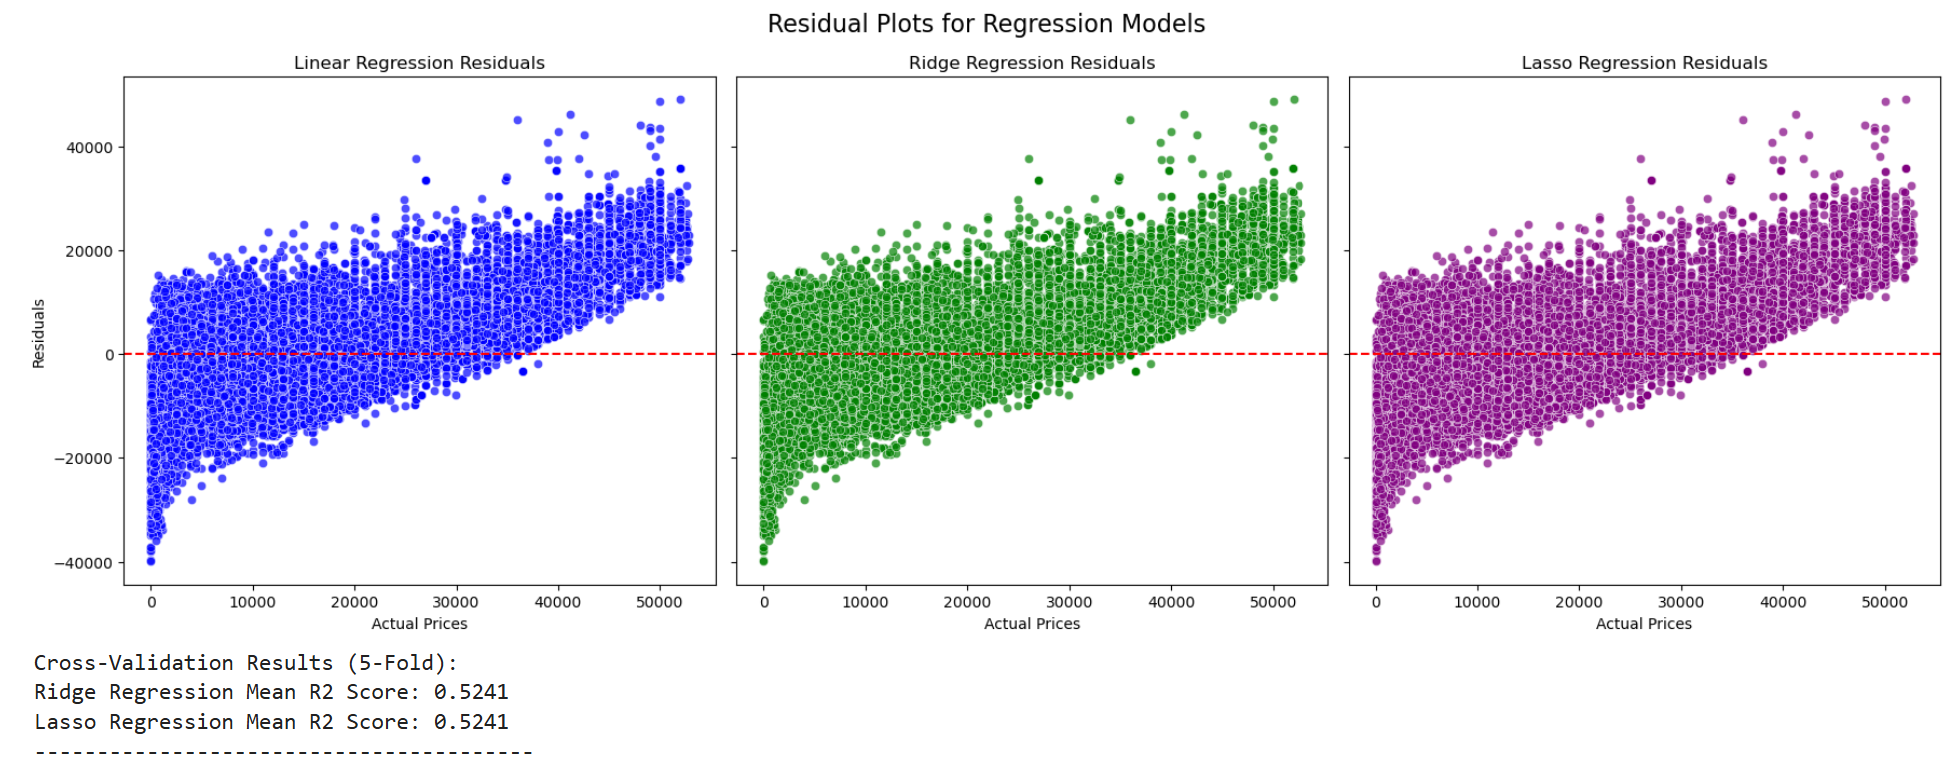 Residual Plots for Regression Models
Linear Regression Residuals
Ridge Regression Residuals
Lasso Regression Residuals
Residuals
40000
20000
0
−20000
−40000
0 10000 20000 30000 40000 50000
0 10000 20000 30000 40000 50000
0 10000 20000 30000 40000 50000
Actual Prices
Actual Prices
Actual Prices
Cross-Validation Results (5-Fold):
Ridge Regression Mean R2 Score: 0.5241
Lasso Regression Mean R2 Score: 0.5241
----------------------------------------